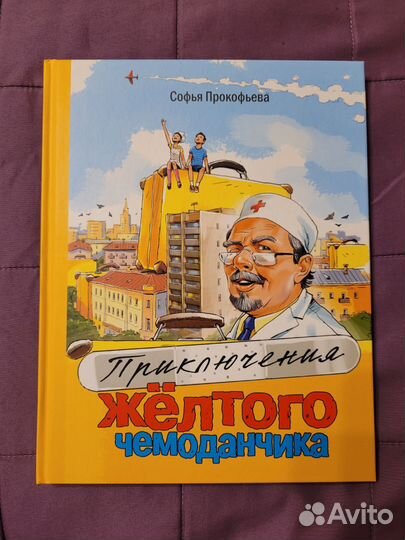 Софья Прокофьева
Приключения
жёлтого
чемоданчика
Avito